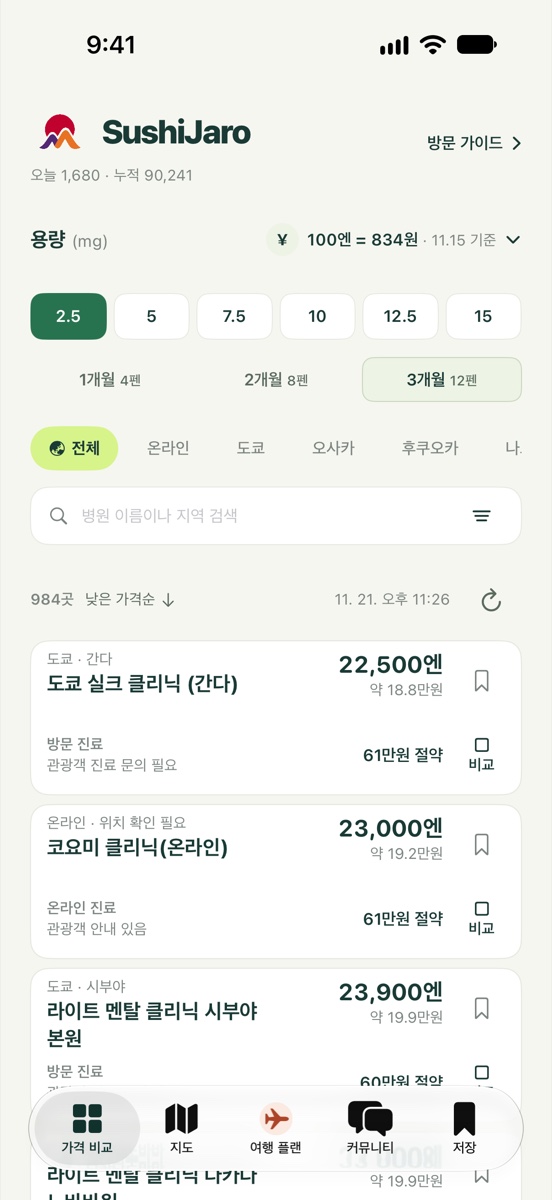 9:41
SushiJaro
방문 가이드
오늘 1,680 · 누적 90,241
용량 (mg)
¥ 100엔 = 834원 · 11.15 기준
2.5 5 7.5 10 12.5 15
1개월 4펜 2개월 8펜 3개월 12펜
전체 온라인 도쿄 오사카 후쿠오카 나
병원 이름이나 지역 검색
984곳 낮은 가격순 11. 21. 오후 11:26
도쿄 · 간다
도쿄 실크 클리닉 (간다)
22,500엔
약 18.8만원
방문 진료
관광객 진료 문의 필요
61만원 절약
비교
온라인 · 위치 확인 필요
코요미 클리닉(온라인)
23,000엔
약 19.2만원
온라인 진료
관광객 안내 있음
61만원 절약
비교
도쿄 · 시부야
라이트 멘탈 클리닉 시부야
본원
23,900엔
약 19.9만원
방문 진료
60만원 절약
가격 비교 지도 여행 플랜 커뮤니티 저장
라이트 멘탈 클리닉
약 19.9만원